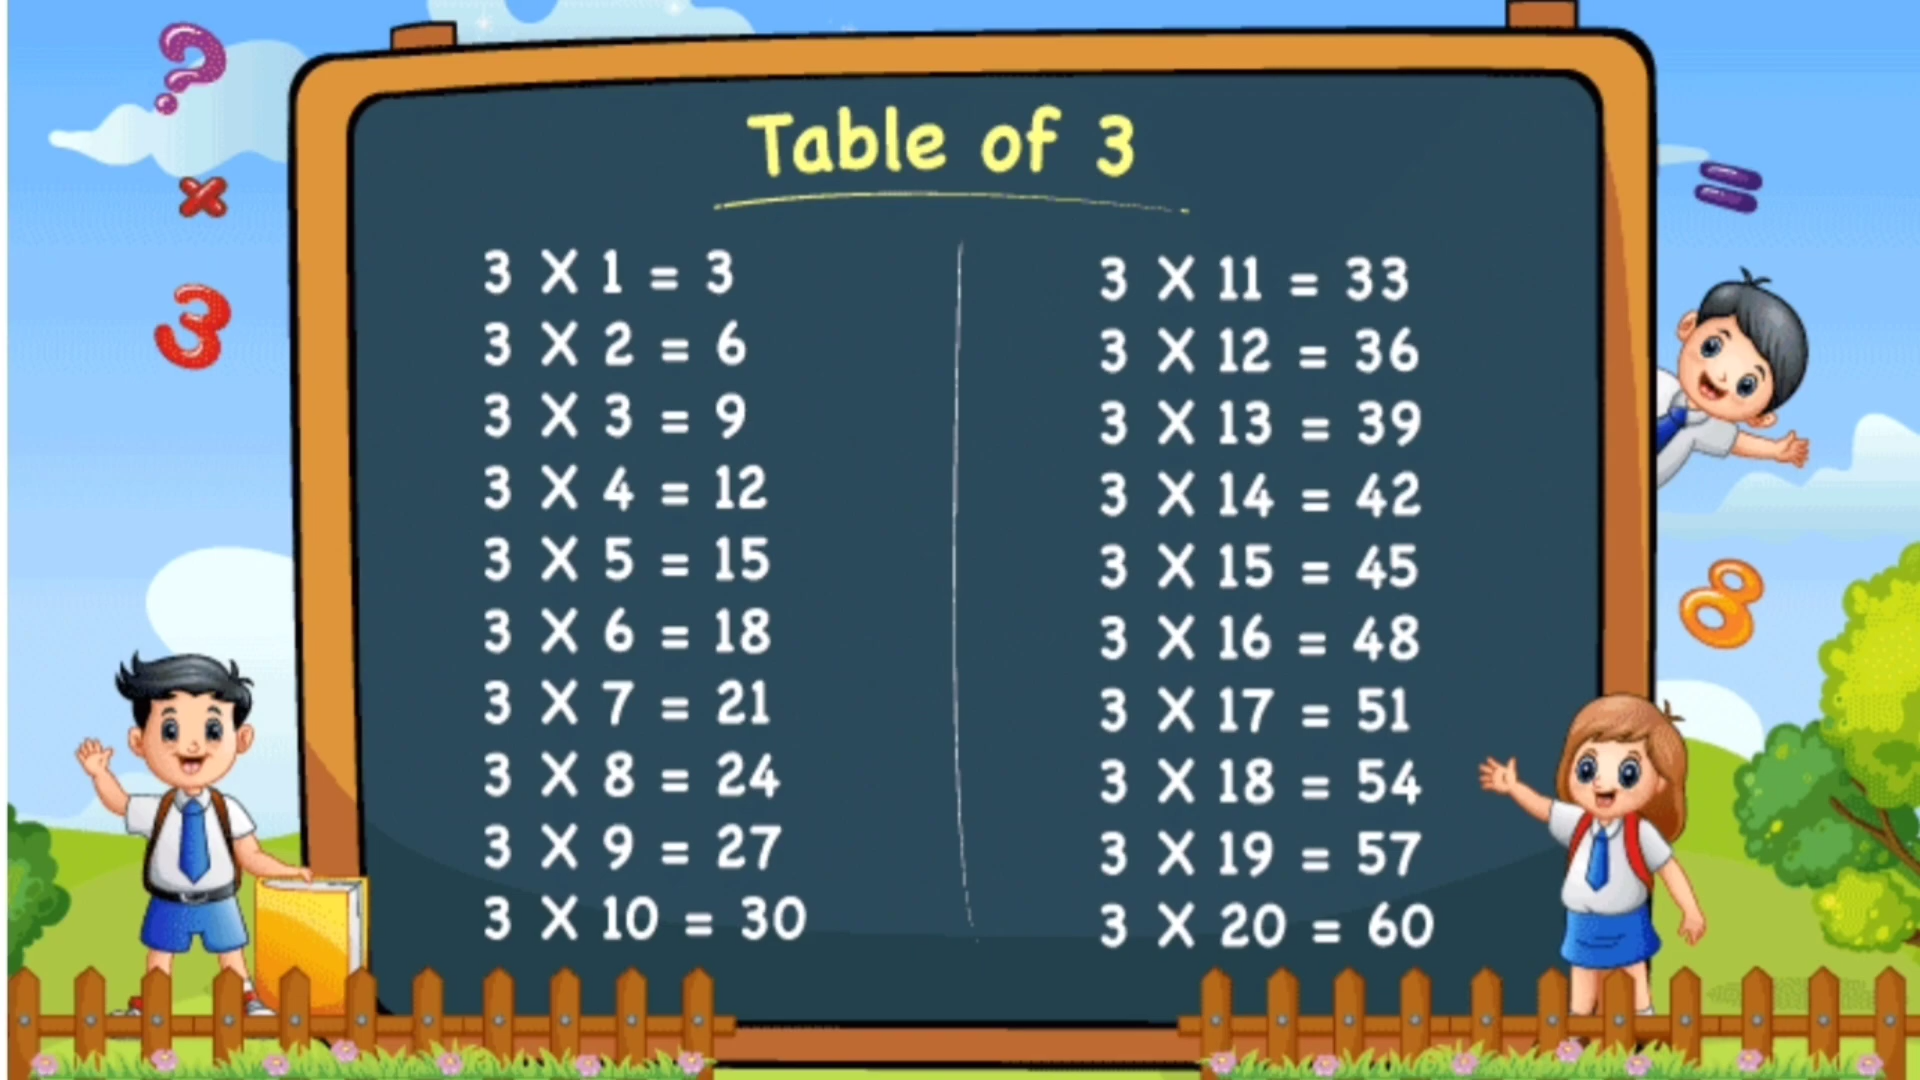 ?
×
3
=
8
Table of 3
3 X 1 = 3
3 X 2 = 6
3 X 3 = 9
3 X 4 = 12
3 X 5 = 15
3 X 6 = 18
3 X 7 = 21
3 X 8 = 24
3 X 9 = 27
3 X 10 = 30
3 X 11 = 33
3 X 12 = 36
3 X 13 = 39
3 X 14 = 42
3 X 15 = 45
3 X 16 = 48
3 X 17 = 51
3 X 18 = 54
3 X 19 = 57
3 X 20 = 60